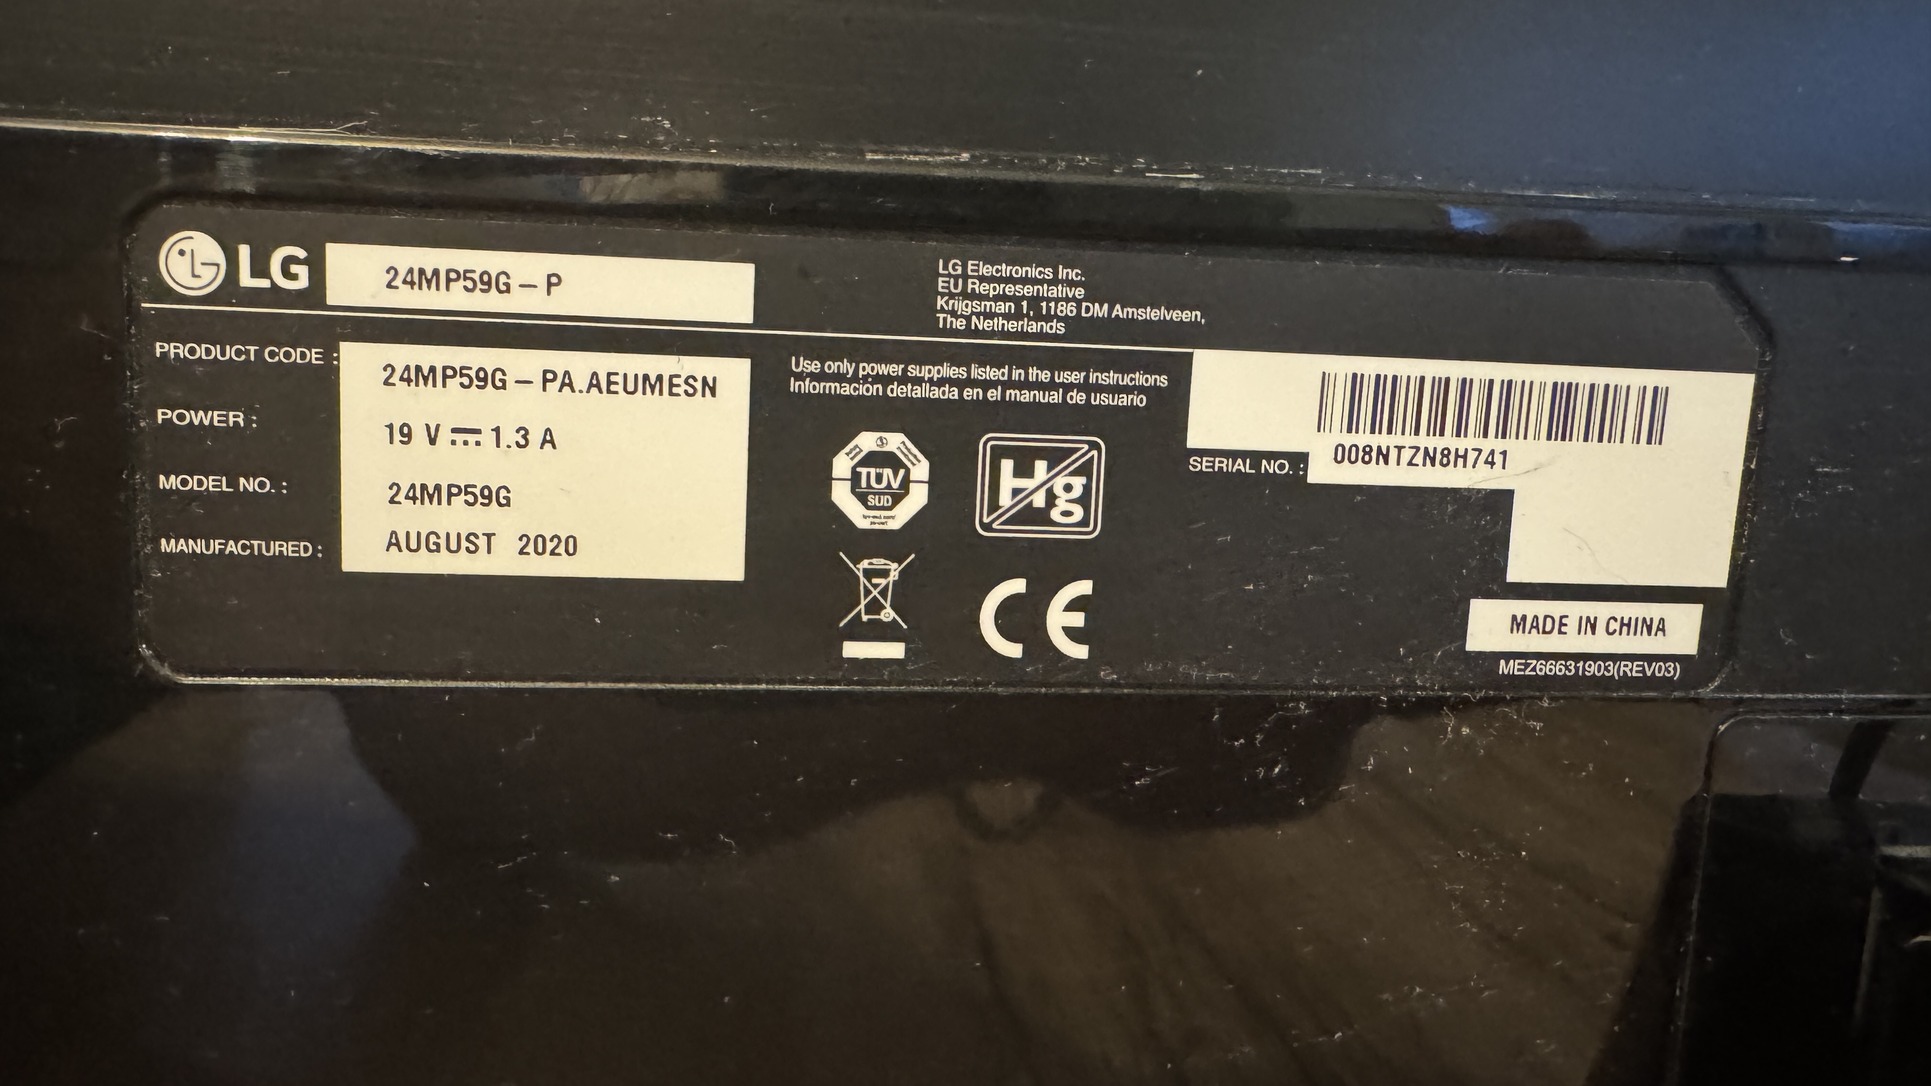 LG 24MP59G-P
LG Electronics Inc.
EU Representative
Krijgsman 1, 1186 DM Amstelveen,
The Netherlands
PRODUCT CODE : 24MP59G-PA.AEUMESN
POWER : 19 V 1.3 A
MODEL NO. : 24MP59G
MANUFACTURED : AUGUST 2020
Use only power supplies listed in the user instructions
Información detallada en el manual de usuario
TÜV
SUD
Hg
CE
SERIAL NO. : 008NTZN8H741
MADE IN CHINA
MEZ66631903(REV03)